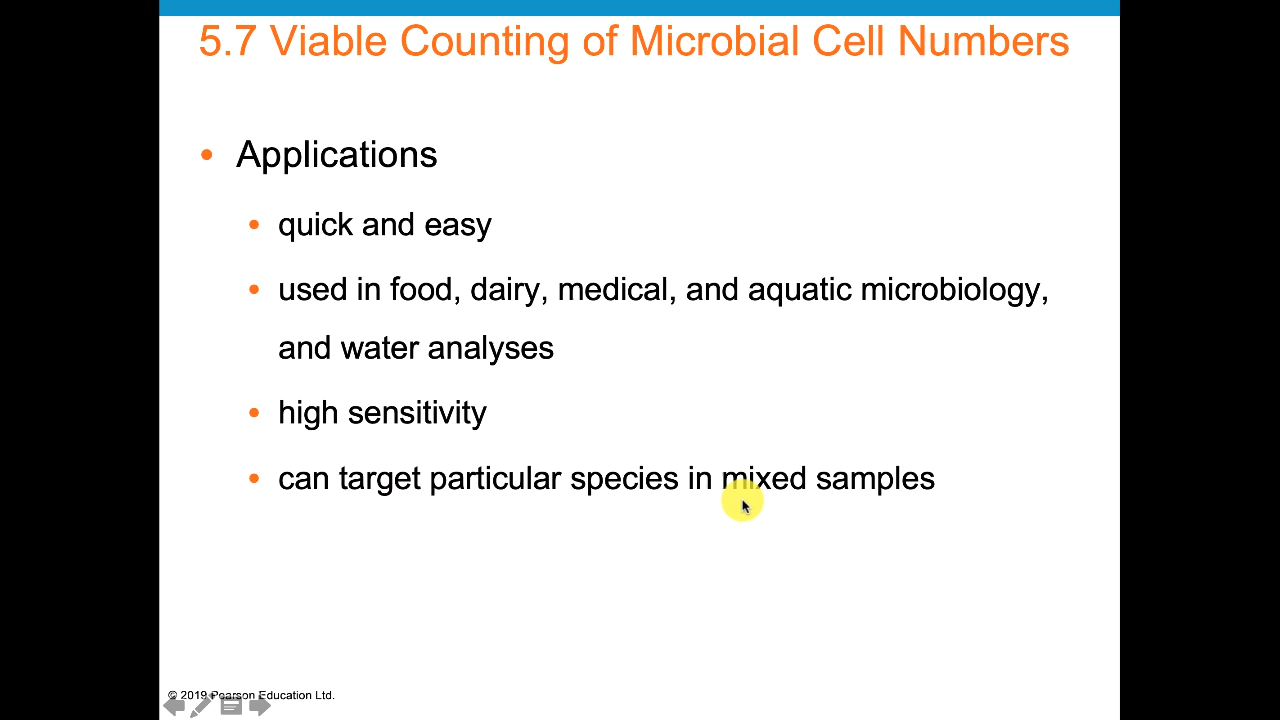 5.7 Viable Counting of Microbial Cell Numbers
• Applications
• quick and easy
• used in food, dairy, medical, and aquatic microbiology,
and water analyses
• high sensitivity
• can target particular species in mixed samples
© 2019 Pearson Education Ltd.